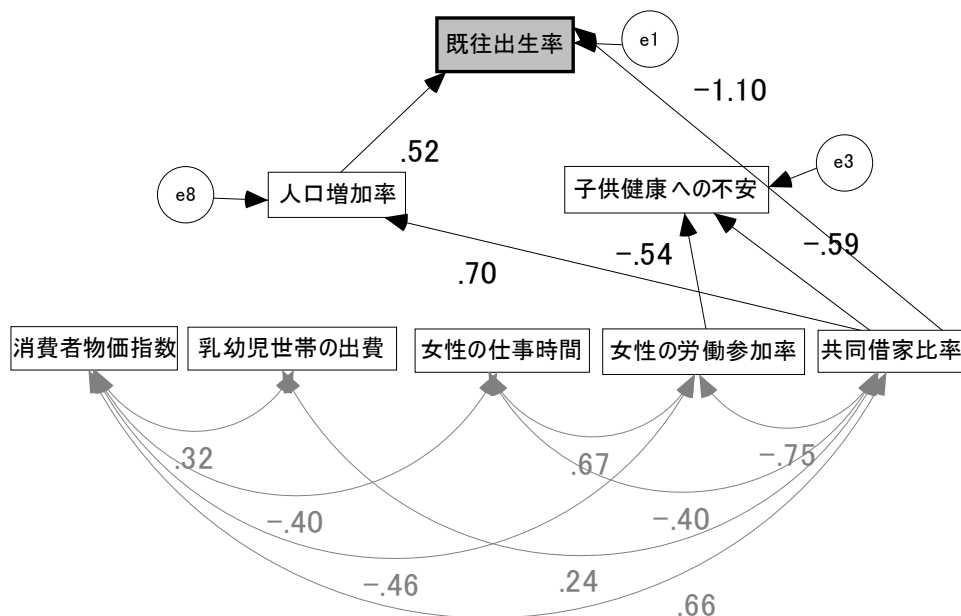 既往出生率
e1
−1.10
.52
e3
e8
人口増加率
子供健康への不安
−.54
−.59
.70
消費者物価指数
乳幼児世帯の出費
女性の仕事時間
女性の労働参加率
共同借家比率
.32
.67
−.75
−.40
−.40
−.46
.24
.66